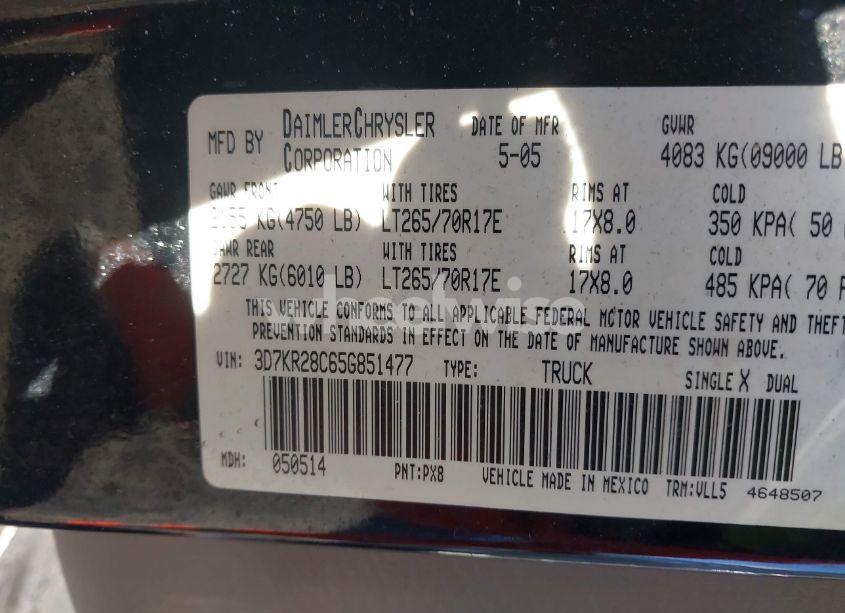 MFD BY DAIMLERCHRYSLER CORPORATION DATE OF MFR 5-05 GVWR 4083 KG(09000 LB
GAWR FRONT WITH TIRES RIMS AT COLD
2155 KG(4750 LB) LT265/70R17E 17X8.0 350 KPA( 50
GAWR REAR WITH TIRES RIMS AT COLD
2727 KG(6010 LB) LT265/70R17E 17X8.0 485 KPA( 70 P
THIS VEHICLE CONFORMS TO ALL APPLICABLE FEDERAL MOTOR VEHICLE SAFETY AND THEFT
PREVENTION STANDARDS IN EFFECT ON THE DATE OF MANUFACTURE SHOWN ABOVE.
VIN: 3D7KR28C65G851477 TYPE: TRUCK SINGLE X DUAL
MDH: 050514 PNT:PX8 VEHICLE MADE IN MEXICO TRM:VLL5 4648507